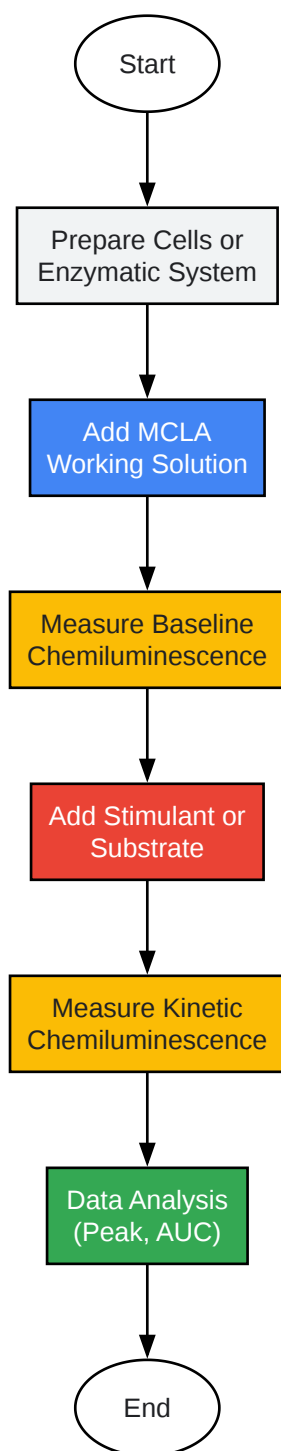 Start
Prepare Cells or
Enzymatic System
Add MCLA
Working Solution
Measure Baseline
Chemiluminescence
Add Stimulant or
Substrate
Measure Kinetic
Chemiluminescence
Data Analysis
(Peak, AUC)
End